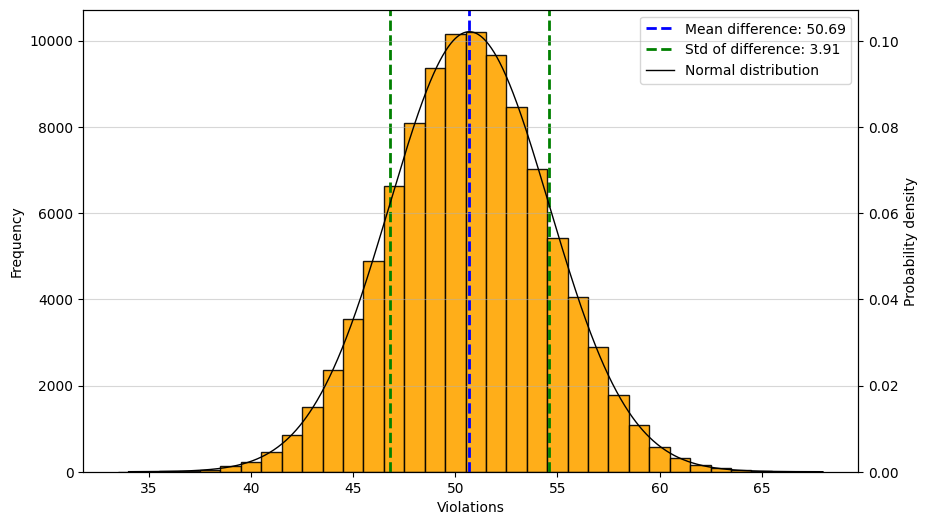 Mean difference: 50.69
Std of difference: 3.91
Normal distribution
10000
8000
6000
4000
2000
0
Frequency
0.10
0.08
0.06
0.04
0.02
0.00
Probability density
35 40 45 50 55 60 65
Violations